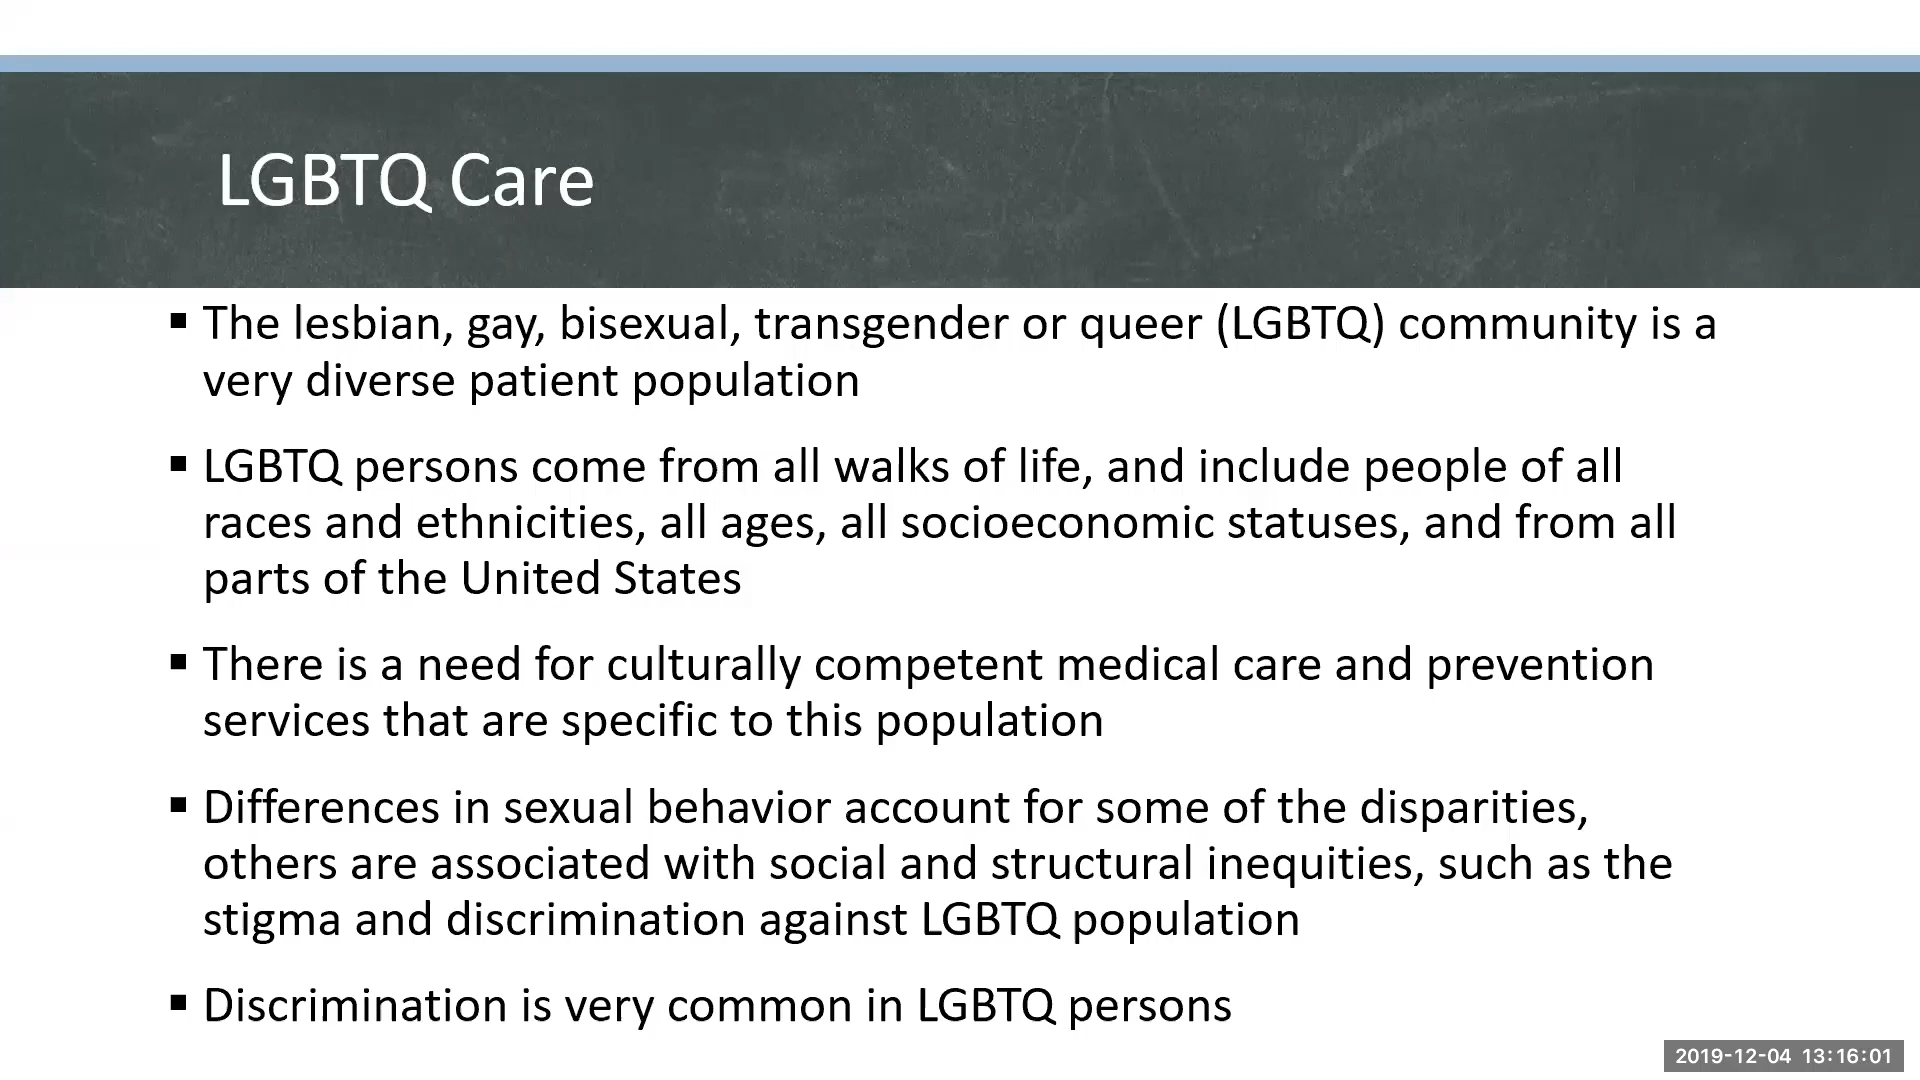 LGBTQ Care
▪ The lesbian, gay, bisexual, transgender or queer (LGBTQ) community is a
very diverse patient population
▪ LGBTQ persons come from all walks of life, and include people of all
races and ethnicities, all ages, all socioeconomic statuses, and from all
parts of the United States
▪ There is a need for culturally competent medical care and prevention
services that are specific to this population
▪ Differences in sexual behavior account for some of the disparities,
others are associated with social and structural inequities, such as the
stigma and discrimination against LGBTQ population
▪ Discrimination is very common in LGBTQ persons
2019-12-04 13:16:01